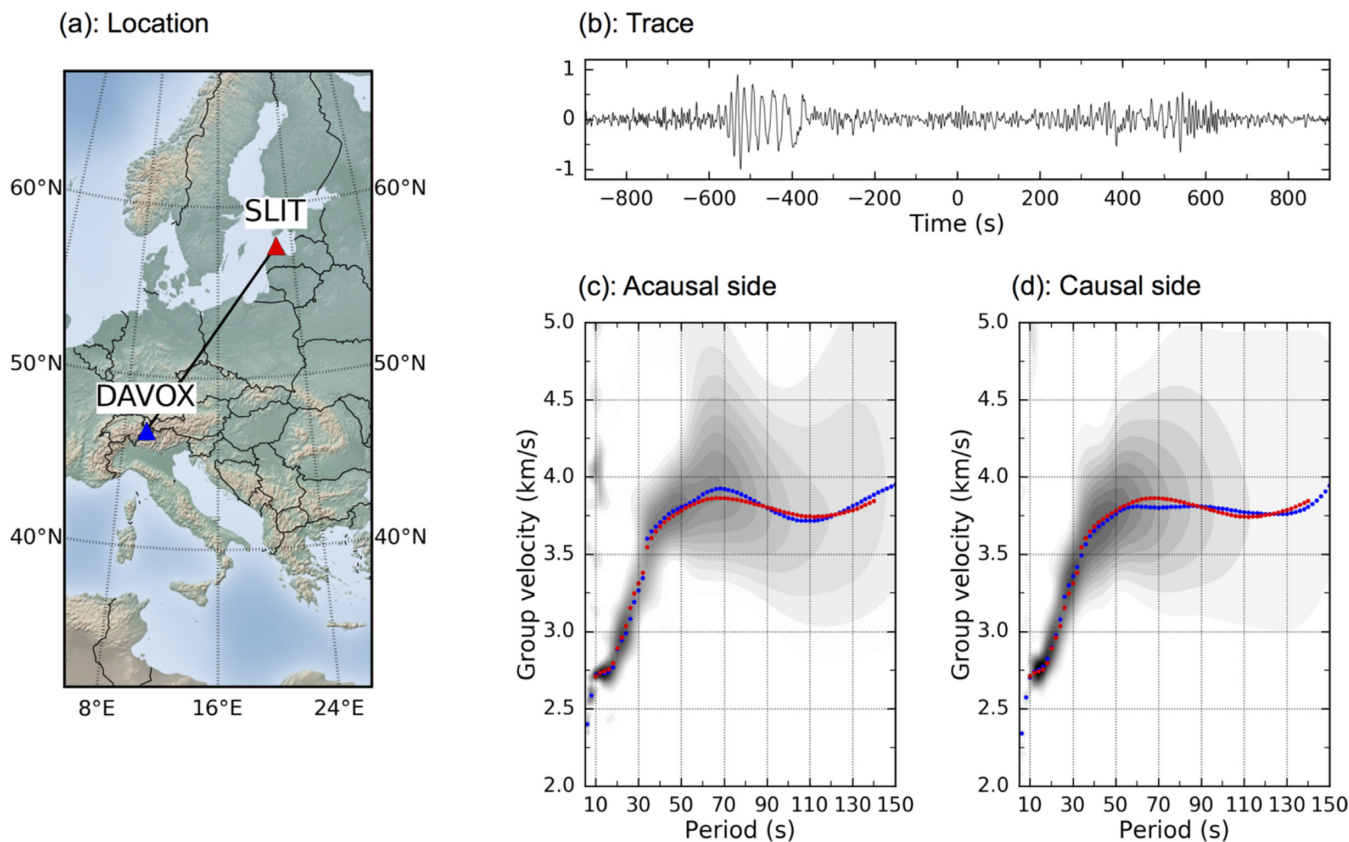 (a): Location
60°N
60°N
SLIT
50°N
50°N
DAVOX
40°N
40°N
8°E 16°E 24°E
(b): Trace
1
0
-1
−800 −600 −400 −200 0 200 400 600 800
Time (s)
(c): Acausal side
5.0
4.5
4.0
3.5
3.0
2.5
2.0
Group velocity (km/s)
10 30 50 70 90 110 130 150
Period (s)
(d): Causal side
5.0
4.5
4.0
3.5
3.0
2.5
2.0
Group velocity (km/s)
10 30 50 70 90 110 130 150
Period (s)